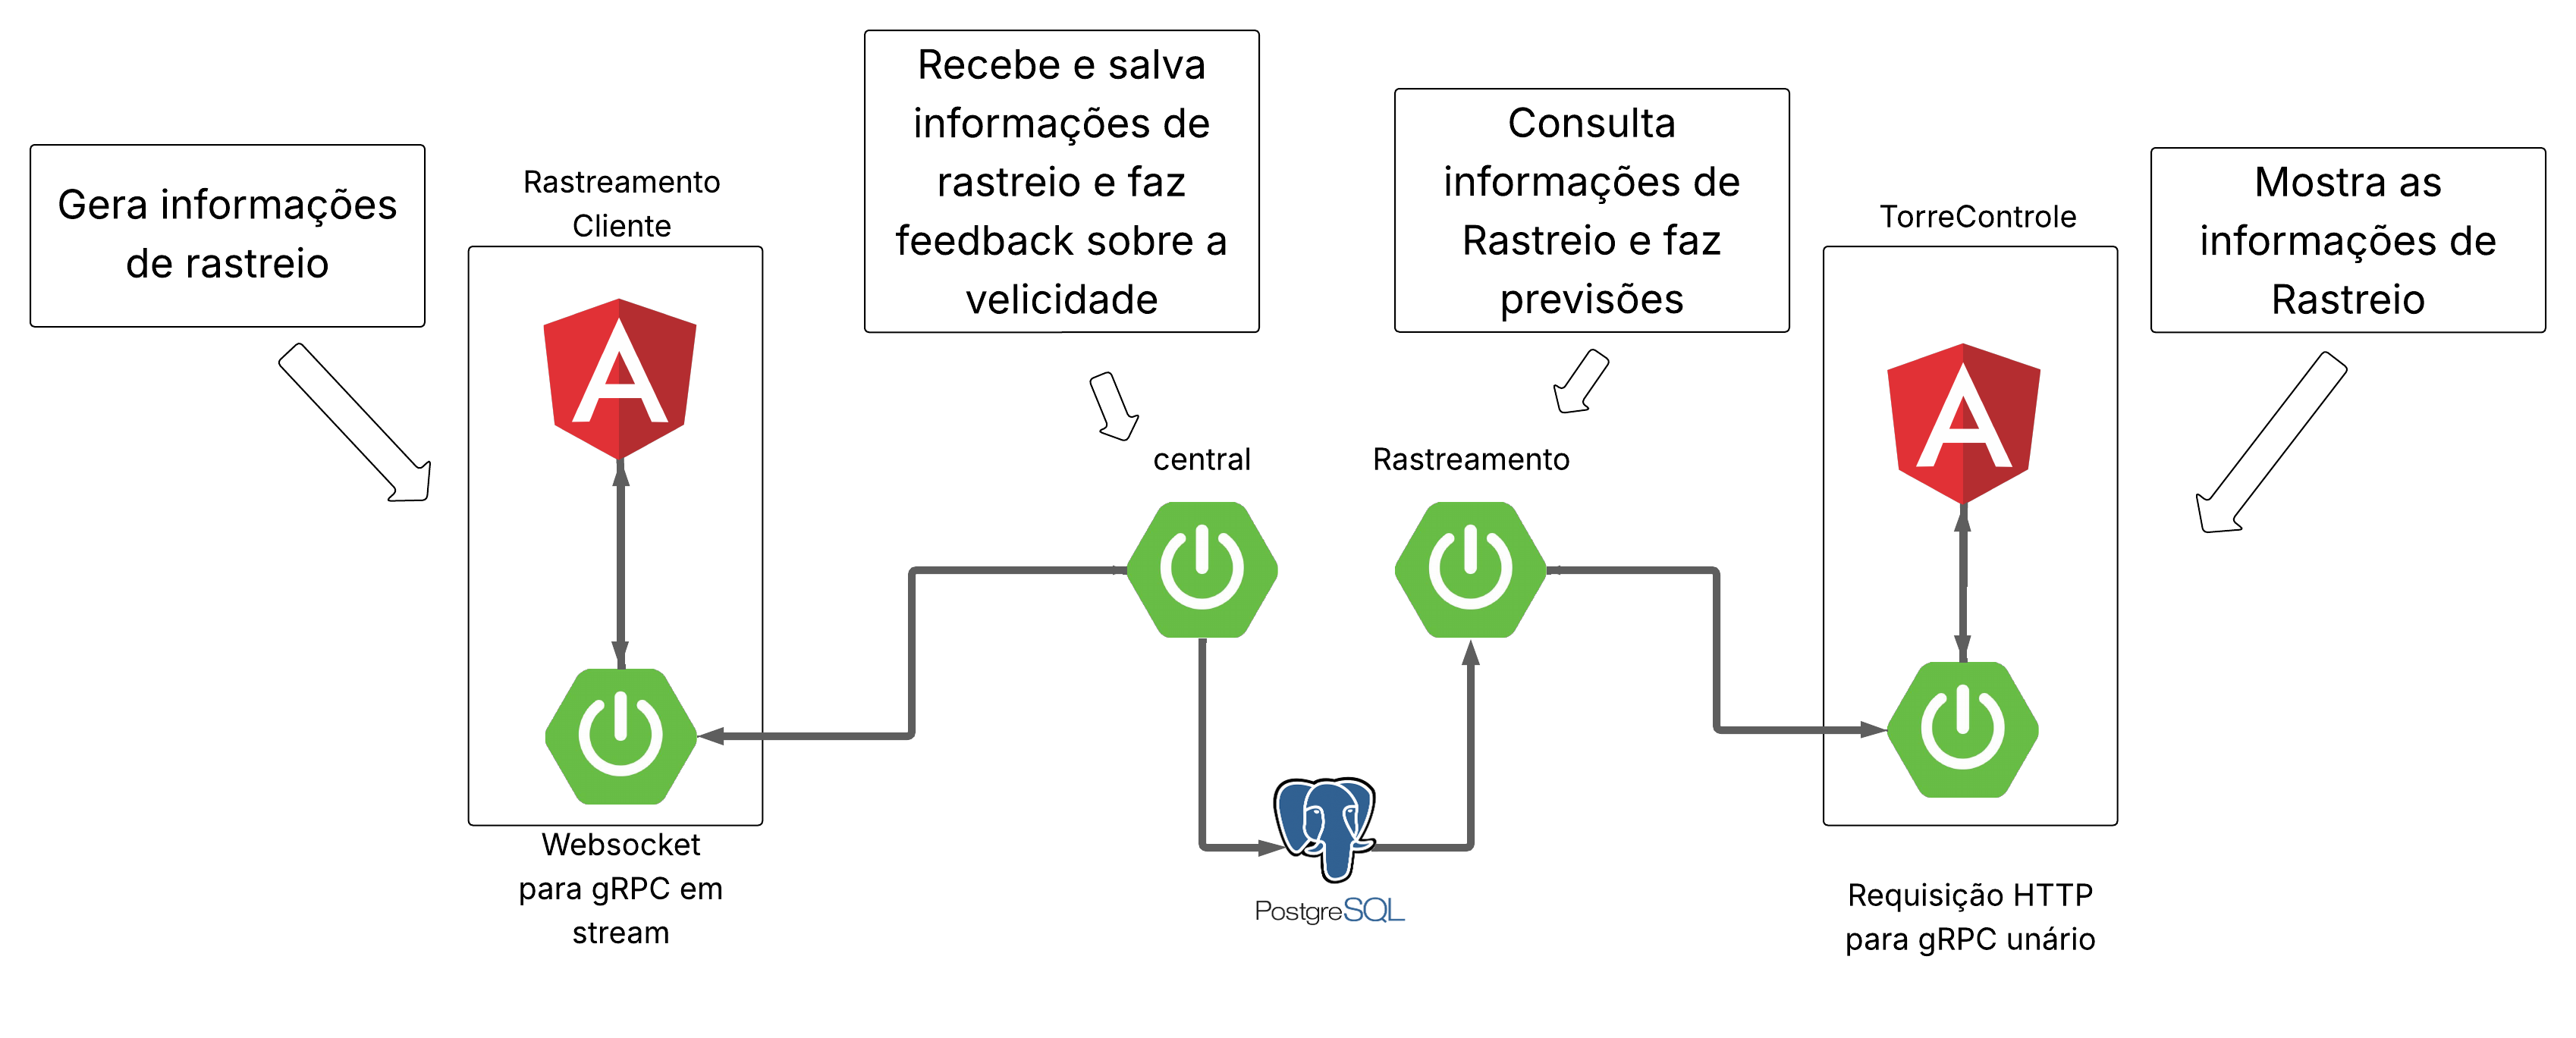 Gera informações
de rastreio
Rastreamento
Cliente
Websocket
para gRPC em
stream
Recebe e salva
informações de
rastreio e faz
feedback sobre a
velicidade
central
Consulta
informações de
Rastreio e faz
previsões
Rastreamento
PostgreSQL
TorreControle
Requisição HTTP
para gRPC unário
Mostra as
informações de
Rastreio